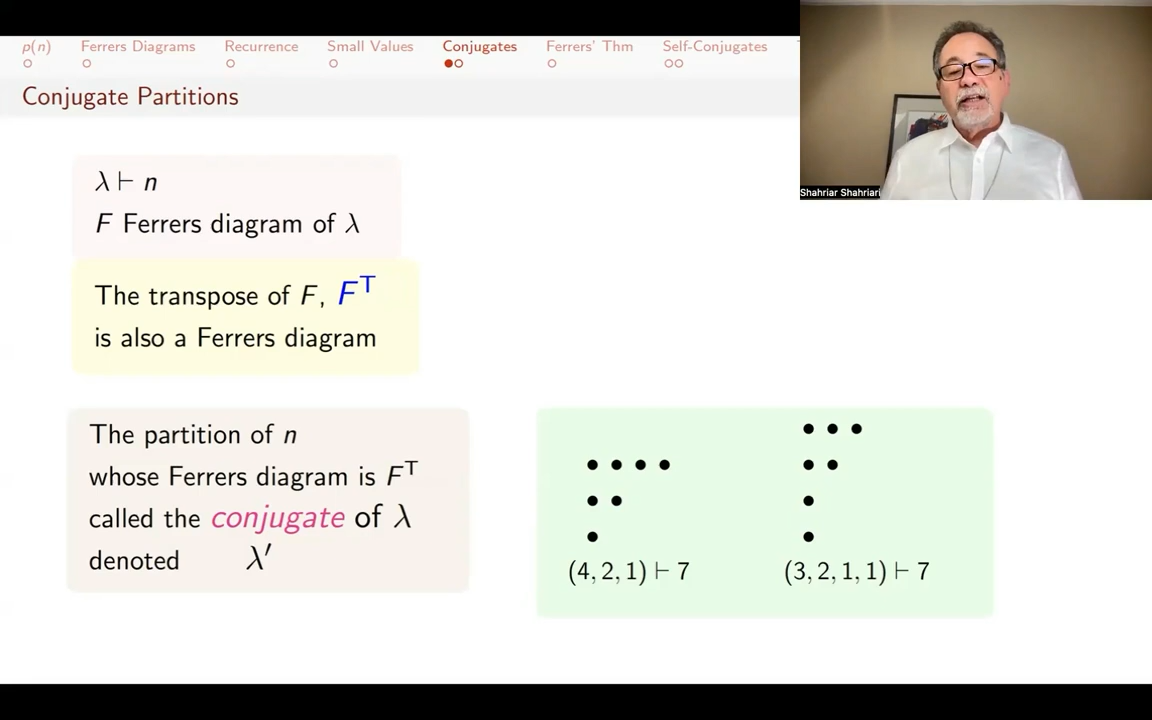 p(n) Ferrers Diagrams Recurrence Small Values Conjugates Ferrers' Thm Self-Conjugates
Conjugate Partitions
Shahriar Shahriari
λ ⊢ n
F Ferrers diagram of λ
The transpose of F, Fᵀ
is also a Ferrers diagram
The partition of n
whose Ferrers diagram is Fᵀ
called the conjugate of λ
denoted λ′
(4, 2, 1) ⊢ 7
(3, 2, 1, 1) ⊢ 7